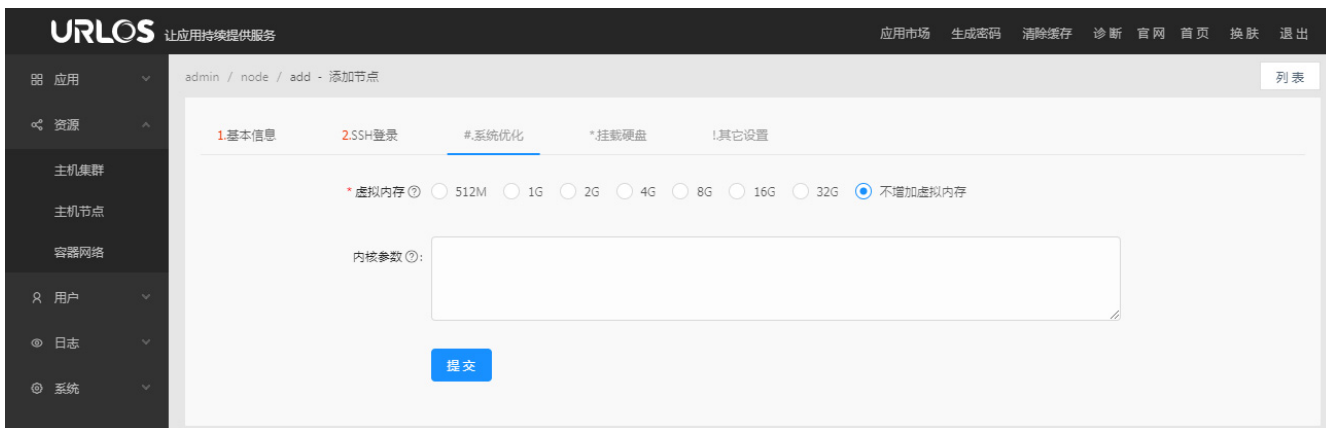 URLOS 让应用持续提供服务 应用市场 生成密码 清除缓存 诊断 官网 首页 换肤 退出
应用
admin / node / add - 添加节点 列表
资源
1.基本信息 2.SSH登录 #.系统优化 *.挂载硬盘 !.其它设置
主机集群
* 虚拟内存 ? 512M 1G 2G 4G 8G 16G 32G 不增加虚拟内存
主机节点
容器网络
内核参数 ? :
用户
日志
提交
系统